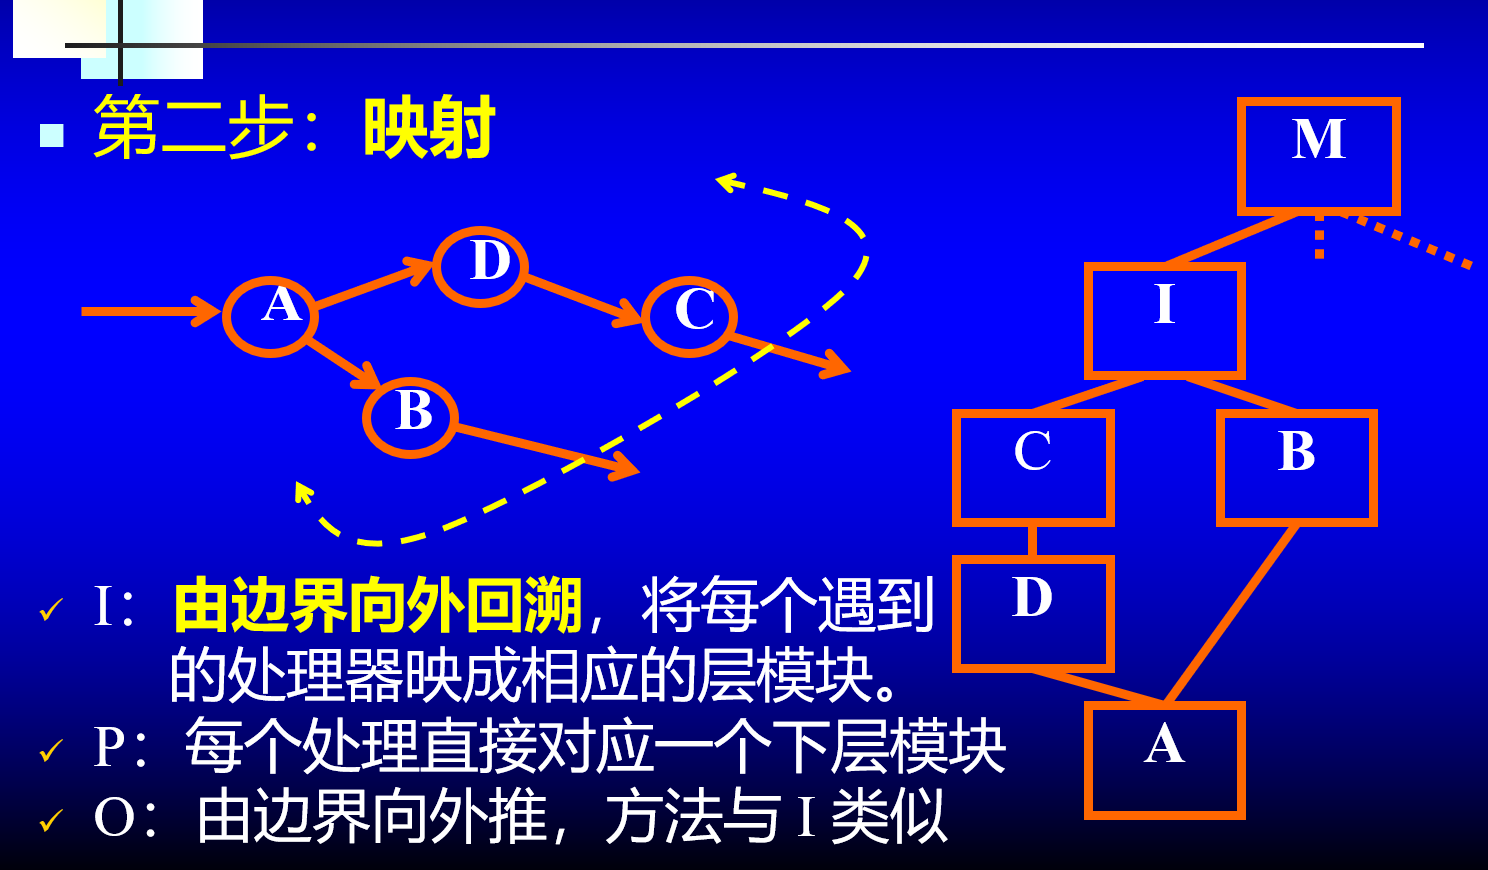 第二步：映射
M
D
A
C
I
B
C
B
D
I：由边界向外回溯，将每个遇到
的处理器映成相应的层模块。
P：每个处理直接对应一个下层模块
A
O：由边界向外推，方法与 I 类似